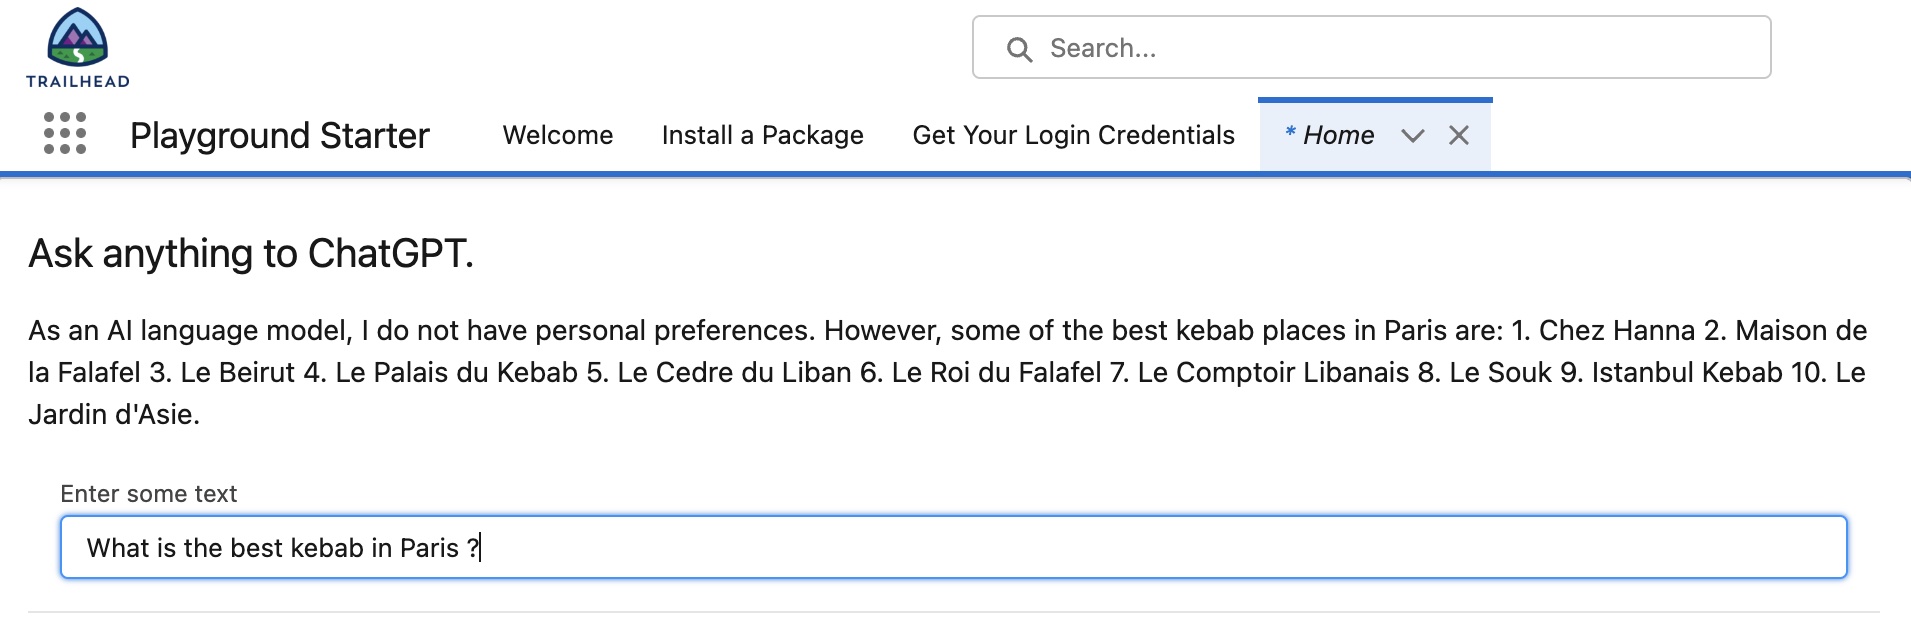 TRAILHEAD
Search...
Playground Starter
Welcome
Install a Package
Get Your Login Credentials
* Home
Ask anything to ChatGPT.
As an AI language model, I do not have personal preferences. However, some of the best kebab places in Paris are: 1. Chez Hanna 2. Maison de
la Falafel 3. Le Beirut 4. Le Palais du Kebab 5. Le Cedre du Liban 6. Le Roi du Falafel 7. Le Comptoir Libanais 8. Le Souk 9. Istanbul Kebab 10. Le
Jardin d'Asie.
Enter some text
What is the best kebab in Paris ?